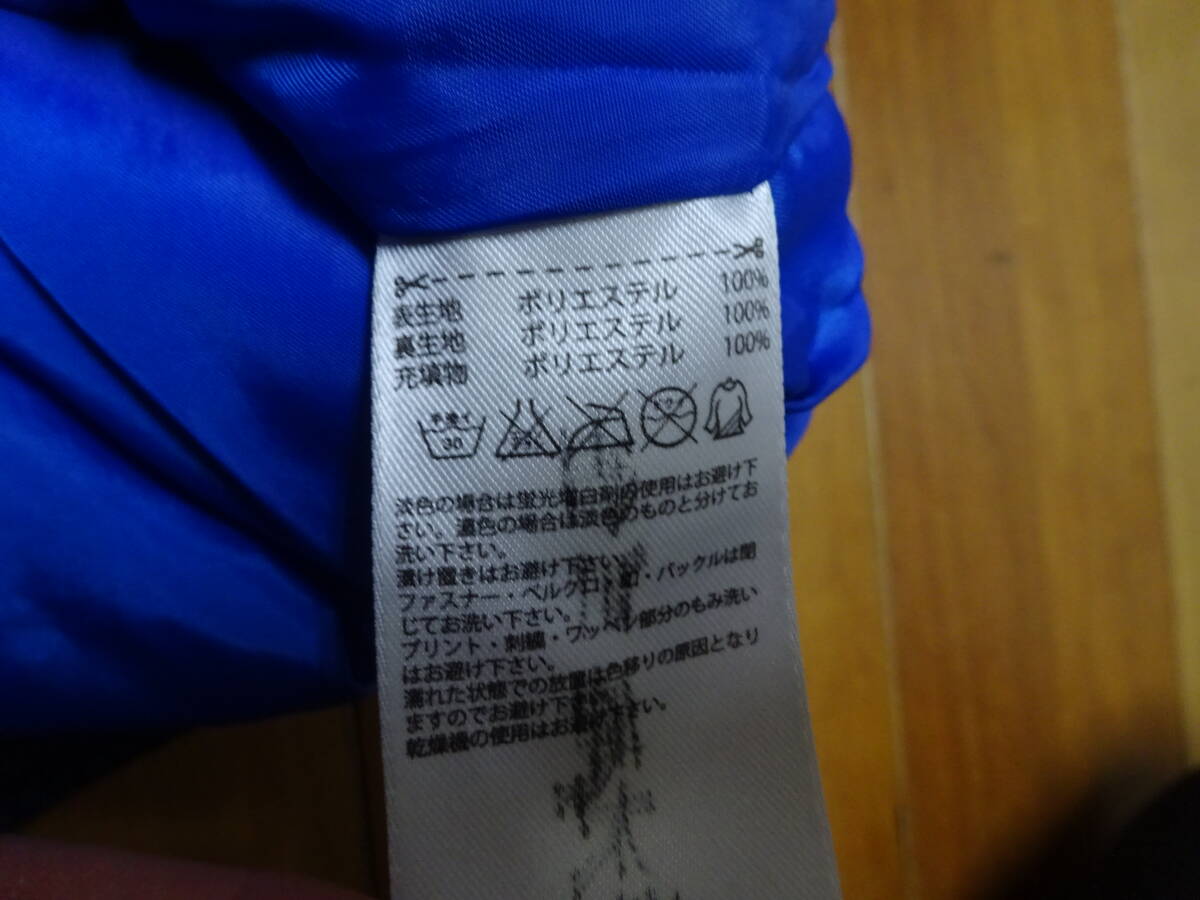 表生地 ポリエステル 100%
裏生地 ポリエステル 100%
充填物 ポリエステル 100%
手洗イ
30
淡色の場合は蛍光増白剤の使用はお避け下
さい。濃色の場合は淡色のものと分けてお
洗い下さい。
漬け置きはお避け下さい。
ファスナー・ベルクロ・釦・バックルは閉
じてお洗い下さい。
プリント・刺繍・ワッペン部分のもみ洗い
はお避け下さい。
濡れた状態での放置は色移りの原因となり
ますのでお避け下さい。
乾燥機の使用はお避け下さい。